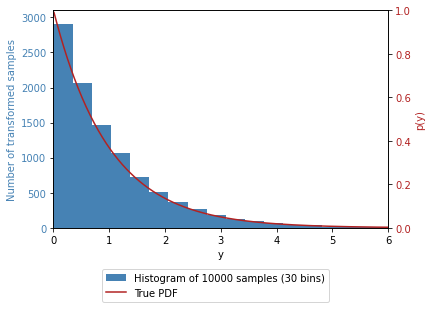 3000
2500
2000
1500
1000
500
0
Number of transformed samples
1.0
0.8
0.6
0.4
0.2
0.0
p(y)
0 1 2 3 4 5 6
y
Histogram of 10000 samples (30 bins)
True PDF